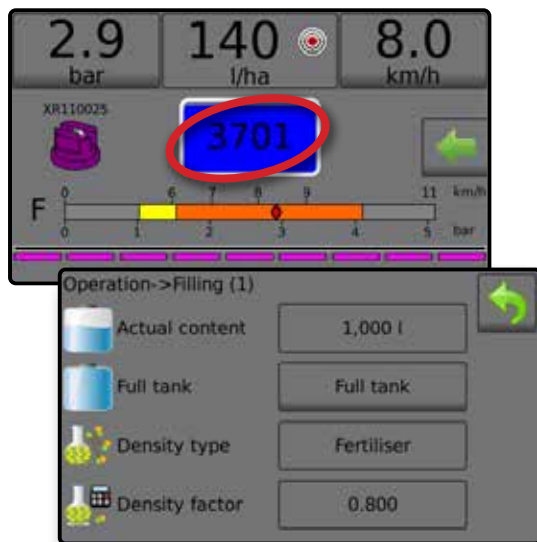 2.9 140 8.0
bar l/ha km/h
XR110025
3701
0 6 7 8 9 11 km/h
F
0 1 2 3 4 5 bar
Operation->Filling (1)
Actual content 1,000 l
Full tank Full tank
Density type Fertiliser
Density factor 0.800